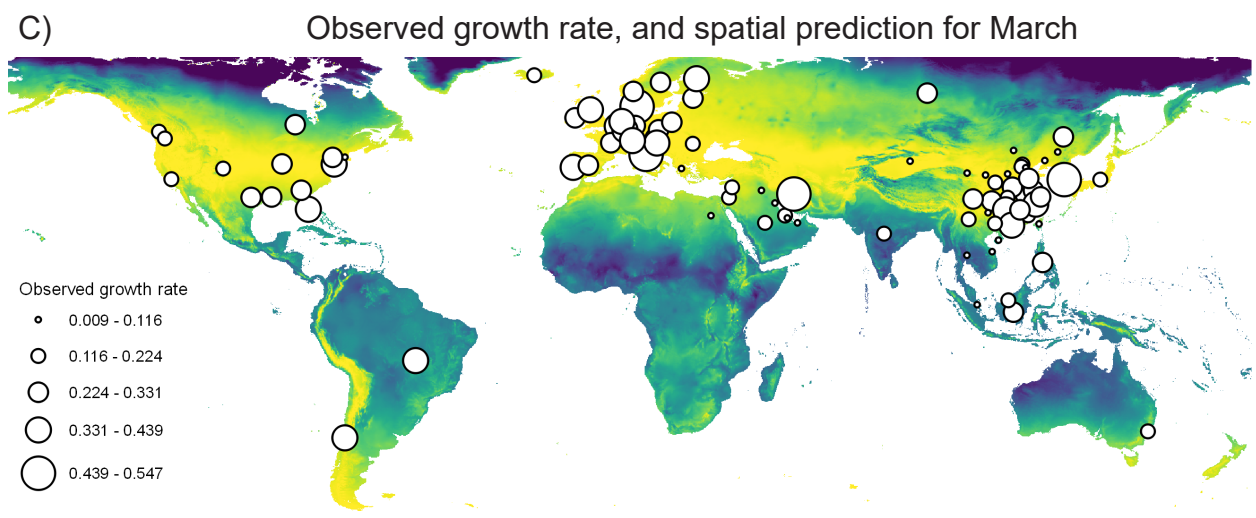 C)
Observed growth rate, and spatial prediction for March
Observed growth rate
0.009 - 0.116
0.116 - 0.224
0.224 - 0.331
0.331 - 0.439
0.439 - 0.547